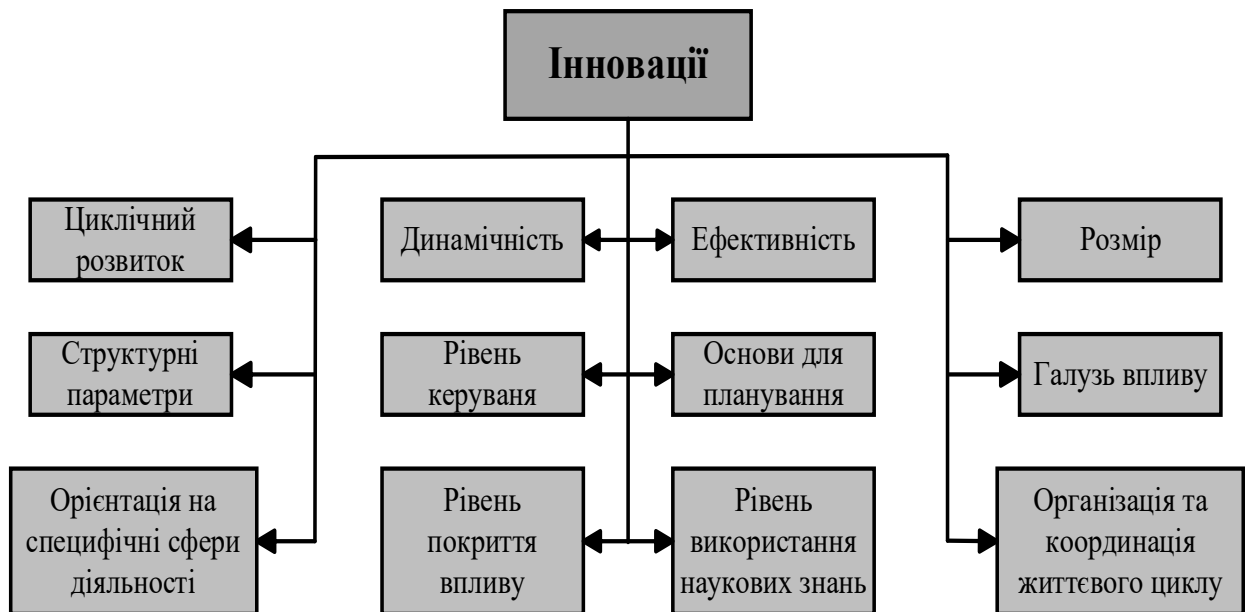 Інновації
Циклічний
розвиток
Динамічність
Ефективність
Розмір
Структурні
параметри
Рівень
керуваня
Основи для
планування
Галузь впливу
Орієнтація на
специфічні сфери
діяльності
Рівень
покриття
впливу
Рівень
використання
наукових знань
Організація та
координація
життєвого циклу